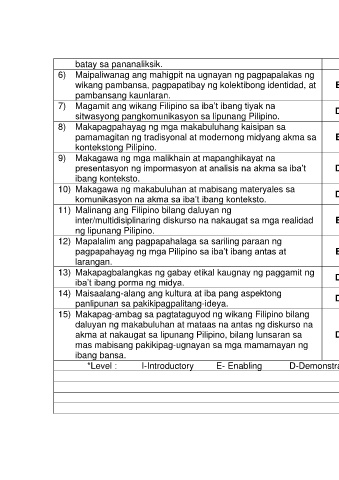 batay sa pananaliksik.
6) Maipaliwanag ang mahigpit na ugnayan ng pagpapalakas ng
wikang pambansa, pagpapatibay ng kolektibong identidad, at
pambansang kaunlaran.
7) Magamit ang wikang Filipino sa iba't ibang tiyak na
sitwasyong pangkomunikasyon sa lipunang Pilipino.
8) Makapagpahayag ng mga makabuluhang kaisipan sa
pamamagitan ng tradisyonal at modernong midyang akma sa
kontekstong Pilipino.
9) Makagawa ng mga malikhain at mapanghikayat na
presentasyon ng impormasyon at analisis na akma sa iba't
ibang konteksto.
10) Makagawa ng makabuluhan at mabisang materyales sa
komunikasyon na akma sa iba't ibang konteksto.
11) Malinang ang Filipino bilang daluyan ng
inter/multidisiplinaring diskurso na nakaugat sa mga realidad
ng lipunang Pilipino.
12) Mapalalim ang pagpapahalaga sa sariling paraan ng
pagpapahayag ng mga Pilipino sa iba't ibang antas at
larangan.
13) Makapagbalangkas ng gabay etikal kaugnay ng paggamit ng
iba't ibang porma ng midya.
14) Maisaalang-alang ang kultura at iba pang aspektong
panlipunan sa pakikipagpalitang-ideya.
15) Makapag-ambag sa pagtataguyod ng wikang Filipino bilang
daluyan ng makabuluhan at mataas na antas ng diskurso na
akma at nakaugat sa lipunang Pilipino, bilang lunsaran sa
mas mabisang pakikipag-ugnayan sa mga mamamayan ng
ibang bansa.
*Level : I-Introductory E- Enabling D-Demonstra